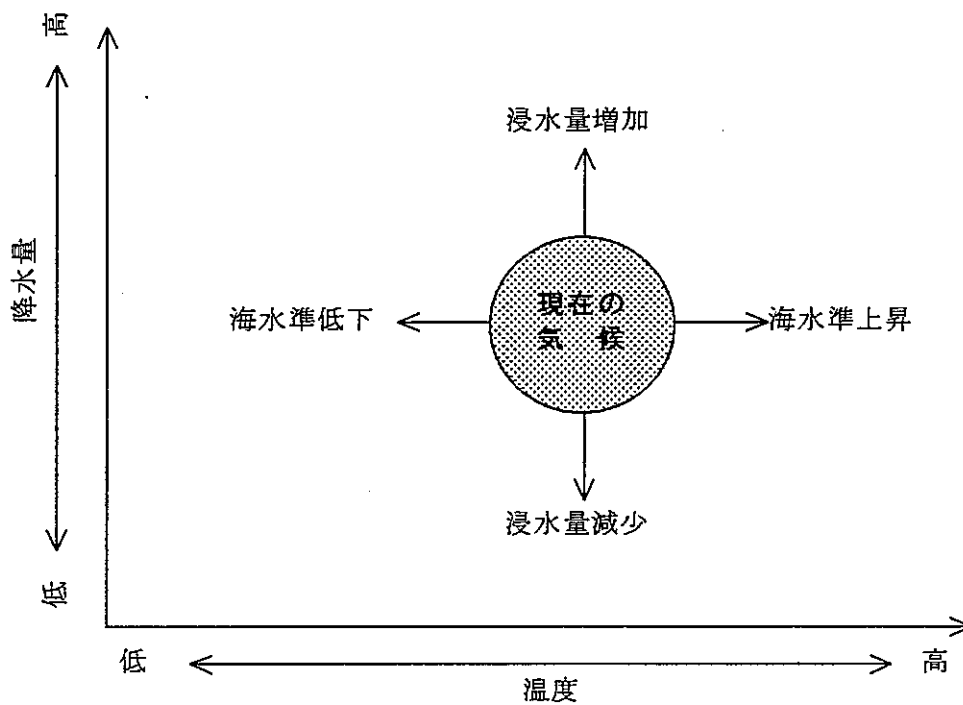 高
浸水量増加
降水量
海水準低下
現在の
気 候
海水準上昇
浸水量減少
低
低
高
温度